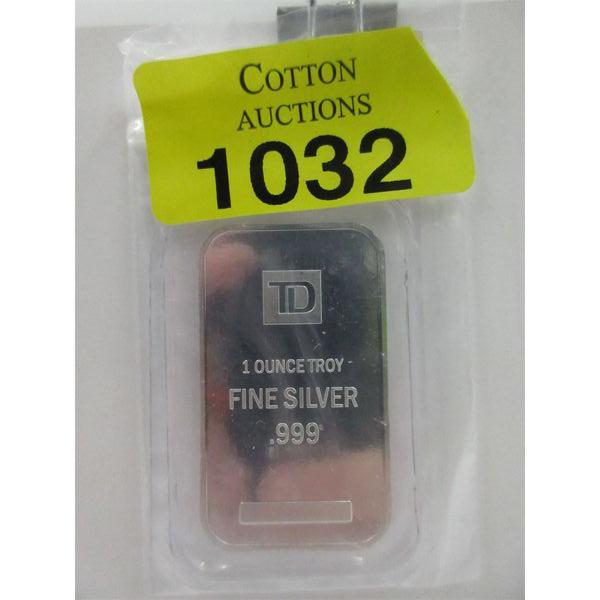 COTTON
AUCTIONS
1032
TD
1 OUNCE TROY
FINE SILVER
.999